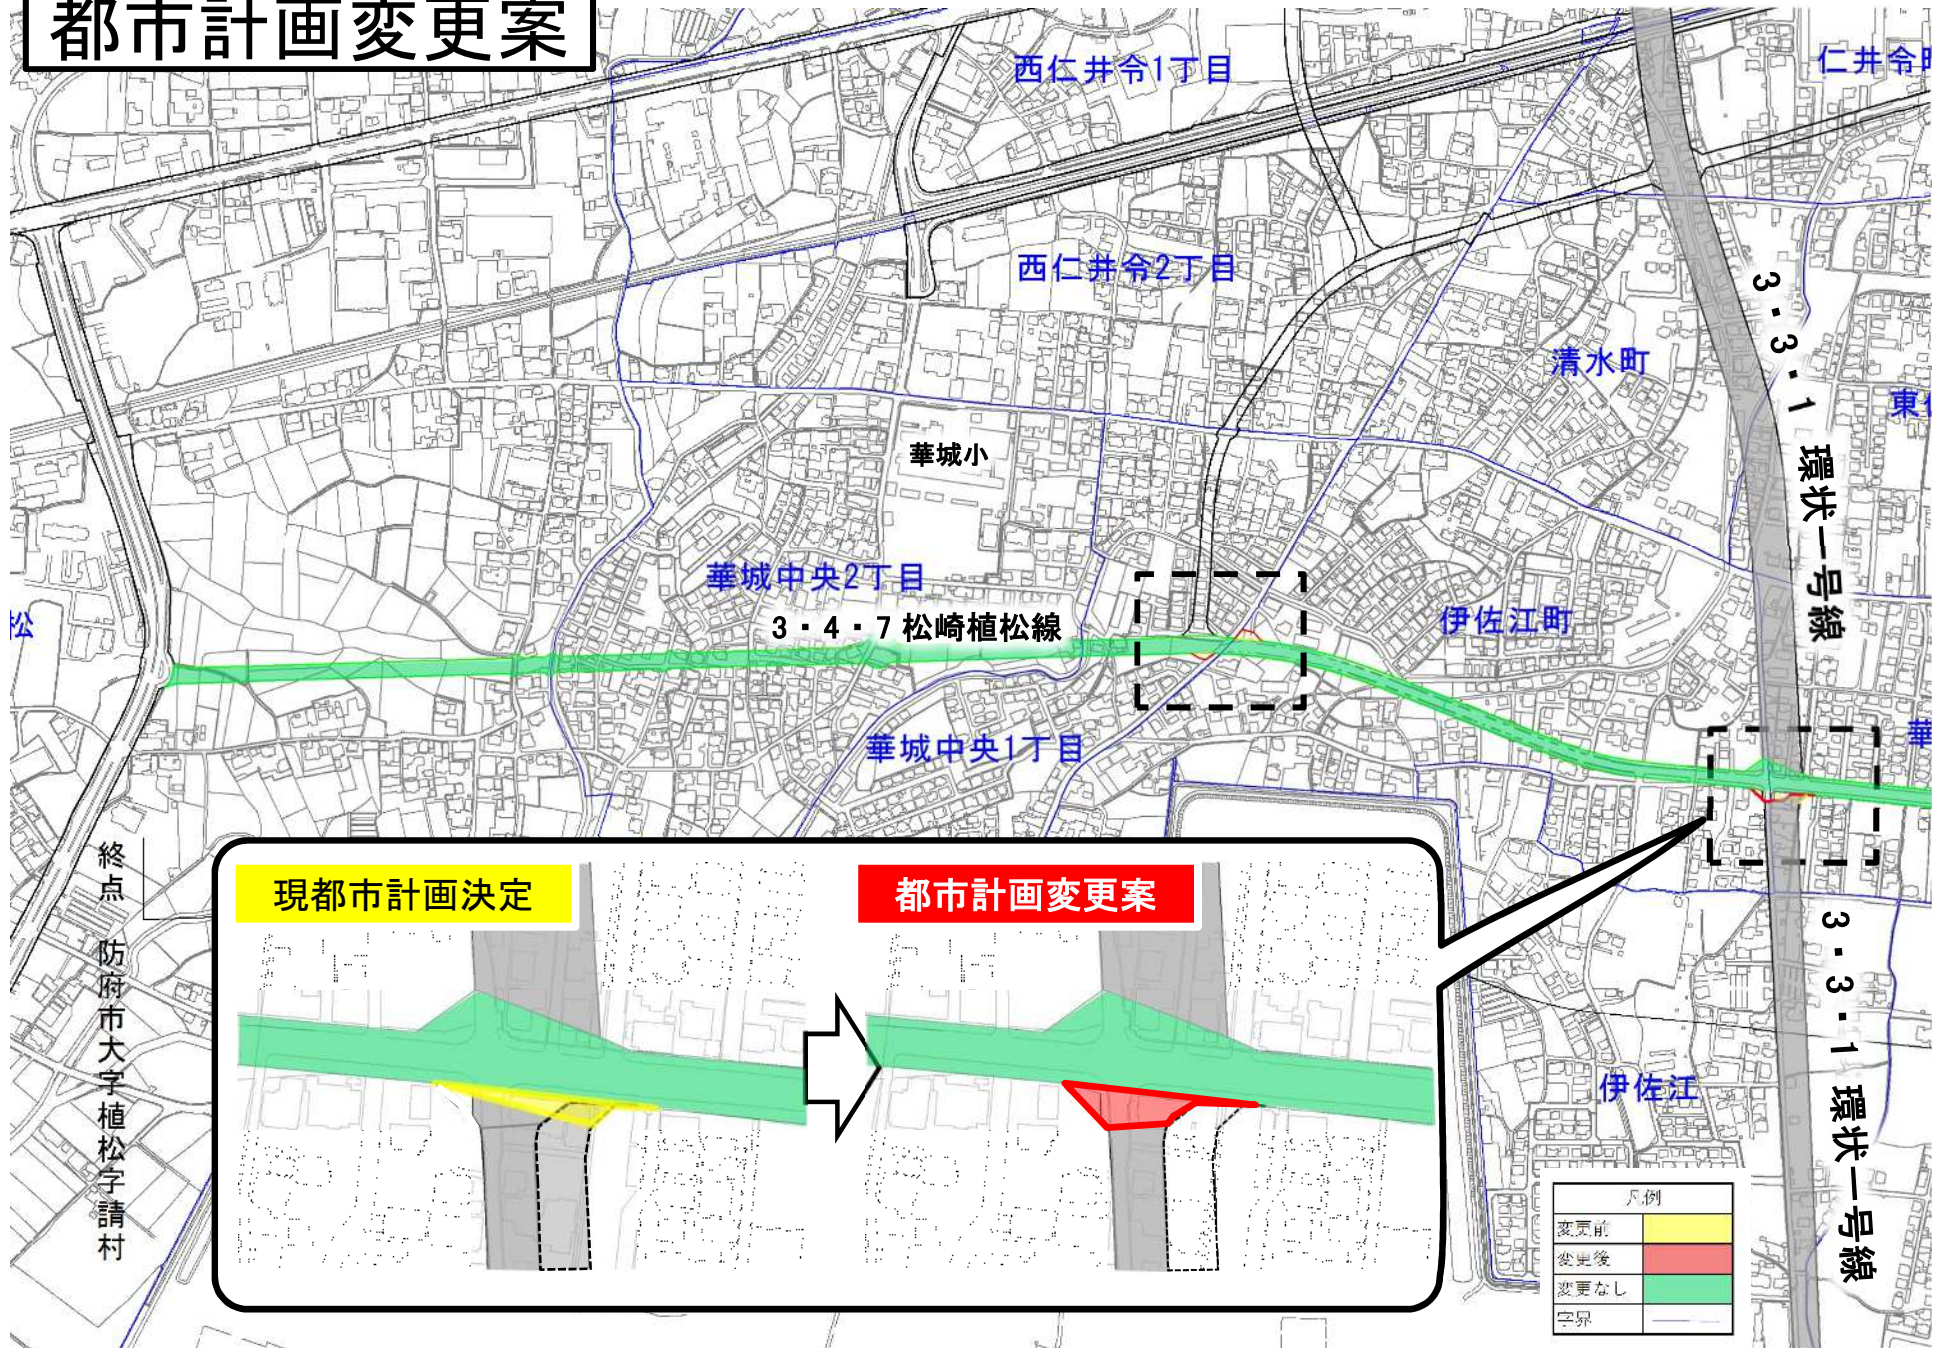 都市計画変更案
西仁井令1丁目
仁井令
西仁井令2丁目
3・3・1 環状一号線
清水町
東
華城小
華城中央2丁目
3・4・7 松崎植松線
伊佐江町
松
華城中央1丁目
華
終点 防府市大字植松字請村
現都市計画決定
都市計画変更案
3・3・1 環状一号線
伊佐江
凡例
変更前
変更後
変更なし
字界